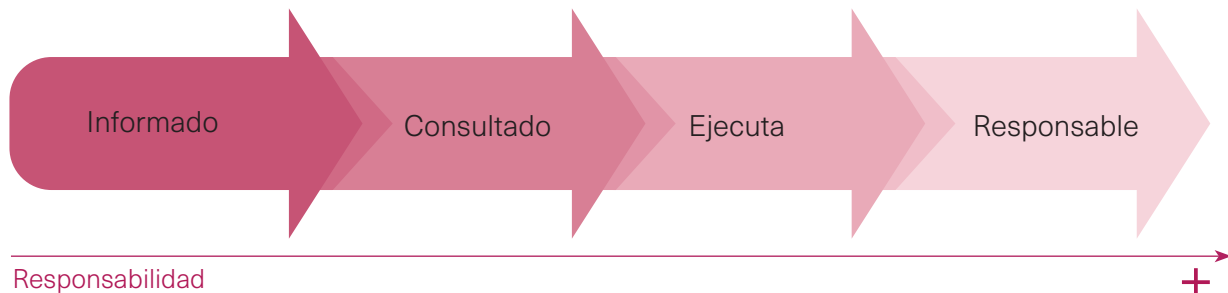 Informado
Consultado
Ejecuta
Responsable
Responsabilidad
+